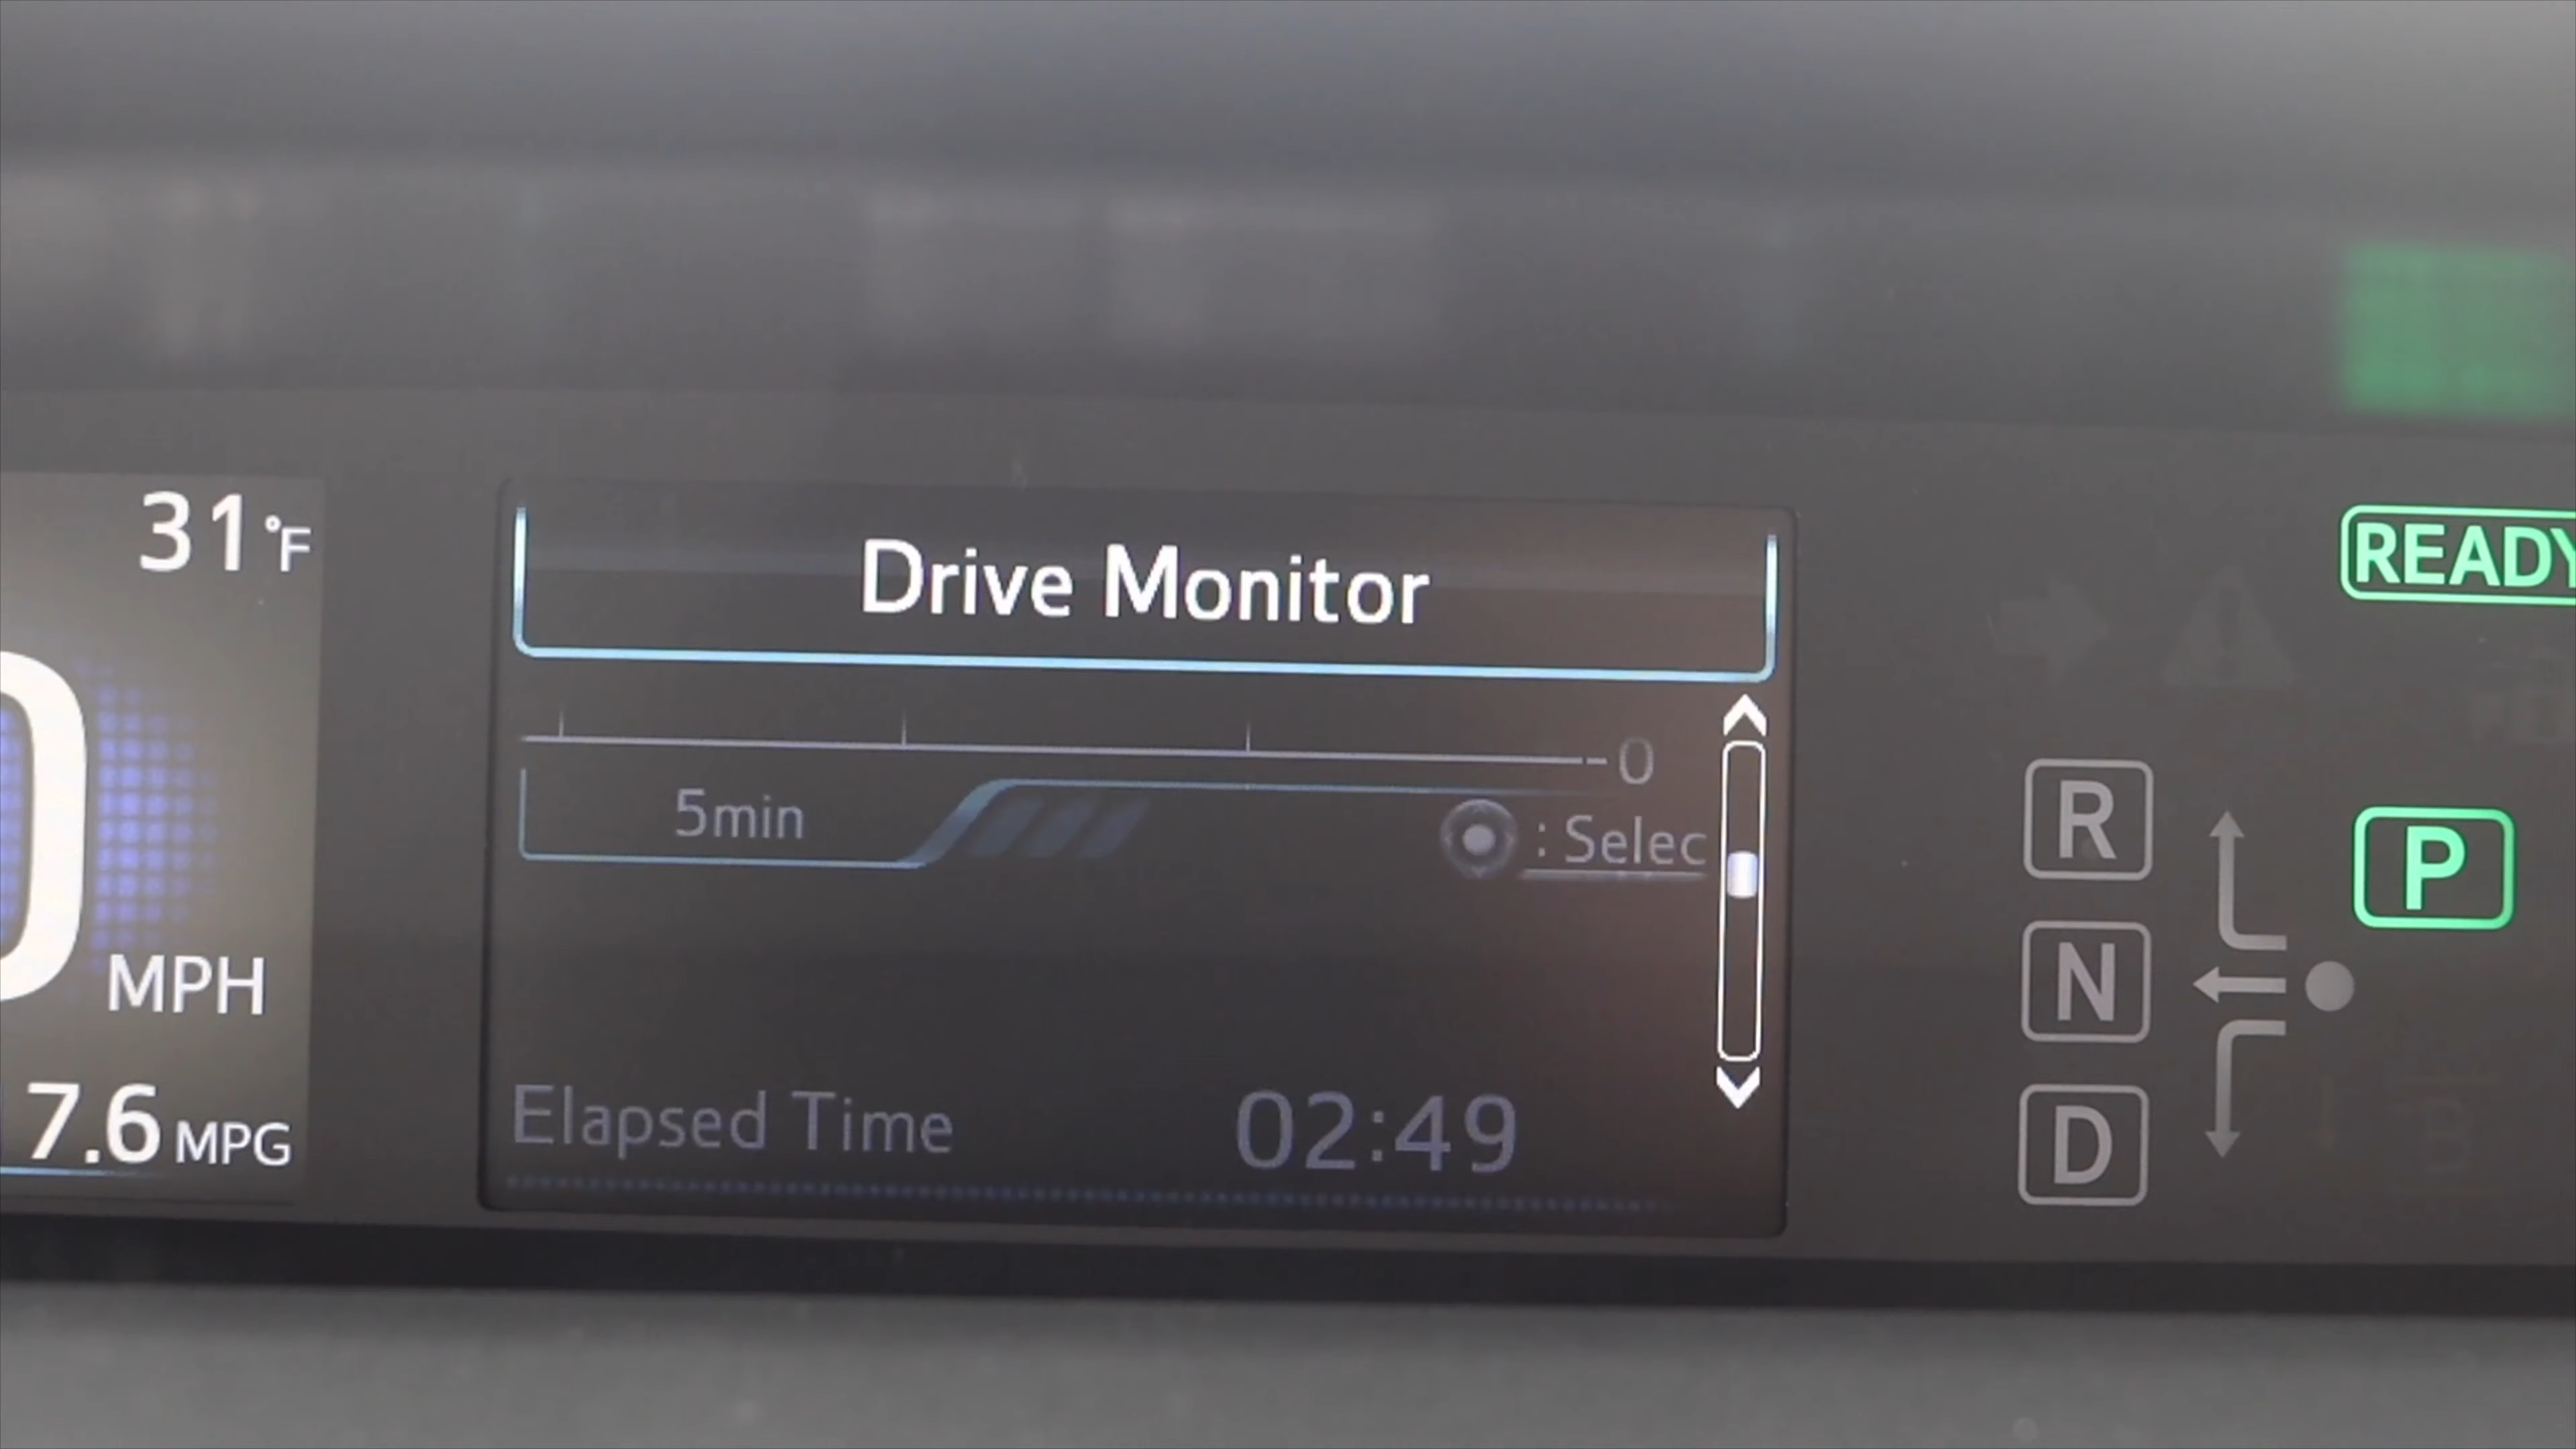 31°F
MPH
7.6 MPG
Drive Monitor
0
5min
: Selec
Elapsed Time 02:49
READY
R
P
N
D